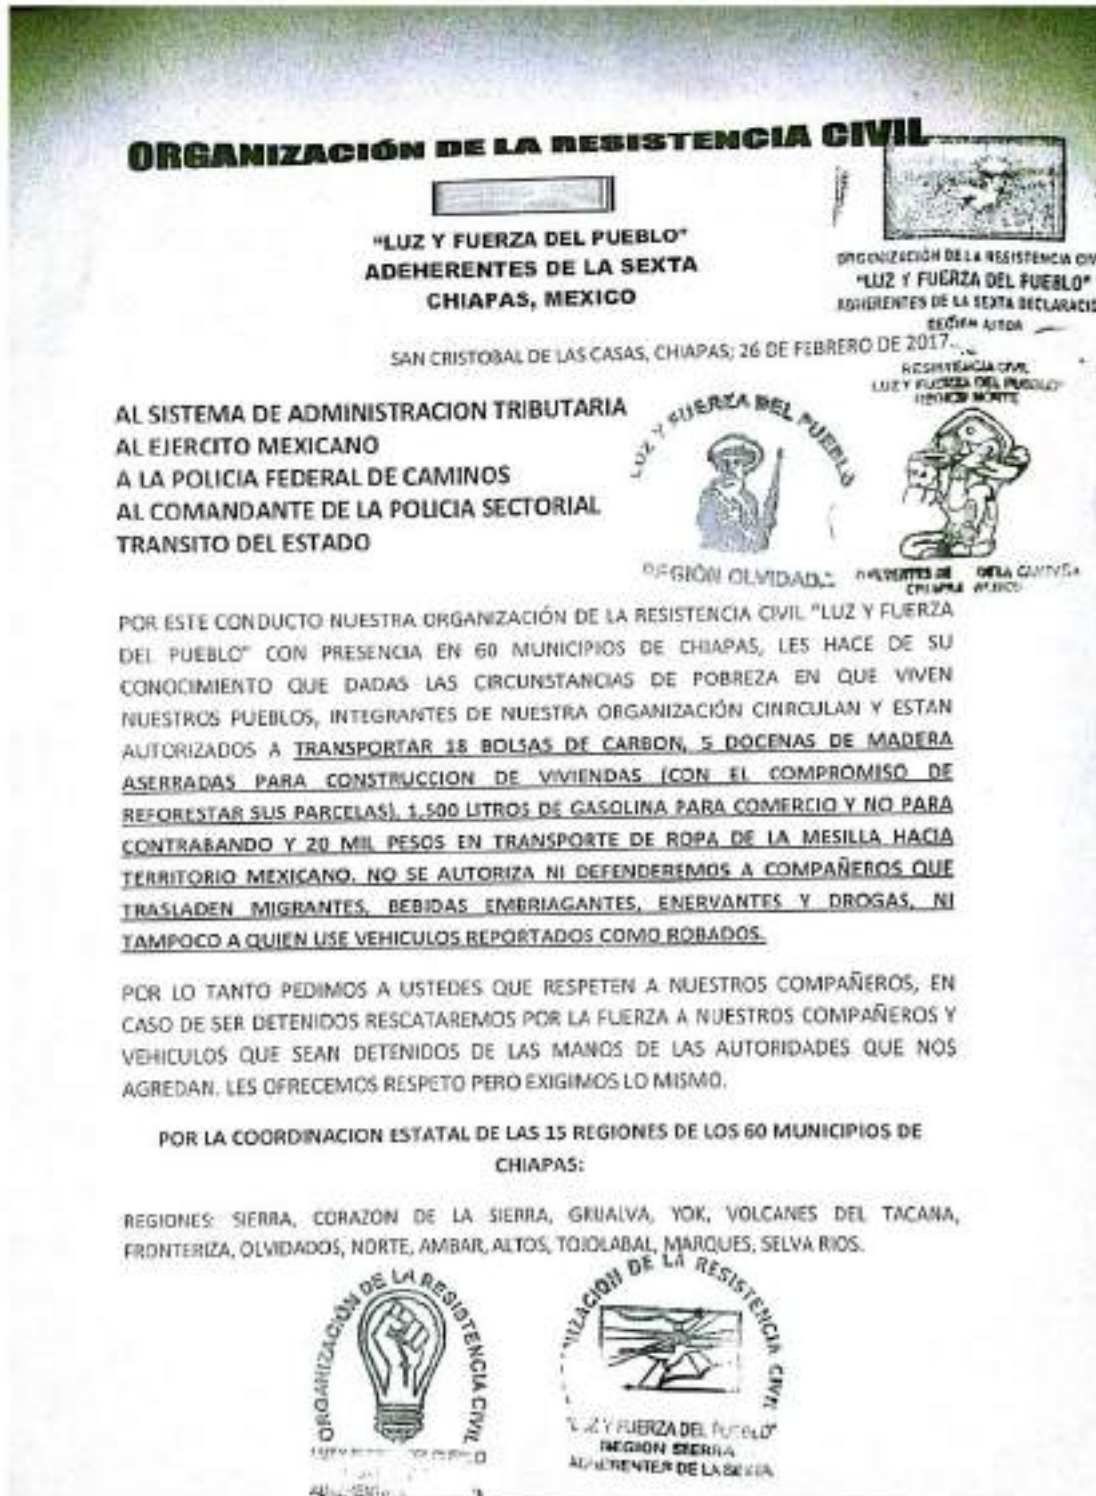 ORGANIZACIÓN DE LA RESISTENCIA CIVIL
"LUZ Y FUERZA DEL PUEBLO"
ADEHERENTES DE LA SEXTA
CHIAPAS, MEXICO
ORGANIZACIÓN DE LA RESISTENCIA CIV
"LUZ Y FUERZA DEL PUEBLO"
ADHERENTES DE LA SEXTA DECLARACIO
SAN CRISTOBAL DE LAS CASAS, CHIAPAS; 26 DE FEBRERO DE 2017.
RESISTENCIA CIVIL
LUZ Y FUERZA DEL PUEBLO"
REGION NORTE
AL SISTEMA DE ADMINISTRACION TRIBUTARIA
AL EJERCITO MEXICANO
A LA POLICIA FEDERAL DE CAMINOS
AL COMANDANTE DE LA POLICIA SECTORIAL
TRANSITO DEL ESTADO
LUZ Y FUERZA DEL PUEBLO
REGIÓN OLVIDADA
CHIAPAS MEXICO
POR ESTE CONDUCTO NUESTRA ORGANIZACIÓN DE LA RESISTENCIA CIVIL "LUZ Y FUERZA
DEL PUEBLO" CON PRESENCIA EN 60 MUNICIPIOS DE CHIAPAS, LES HACE DE SU
CONOCIMIENTO QUE DADAS LAS CIRCUNSTANCIAS DE POBREZA EN QUE VIVEN
NUESTROS PUEBLOS, INTEGRANTES DE NUESTRA ORGANIZACIÓN CINRCULAN Y ESTAN
AUTORIZADOS A TRANSPORTAR 18 BOLSAS DE CARBON, 5 DOCENAS DE MADERA
ASERRADAS PARA CONSTRUCCION DE VIVIENDAS (CON EL COMPROMISO DE
REFORESTAR SUS PARCELAS), 1,500 LITROS DE GASOLINA PARA COMERCIO Y NO PARA
CONTRABANDO Y 20 MIL PESOS EN TRANSPORTE DE ROPA DE LA MESILLA HACIA
TERRITORIO MEXICANO. NO SE AUTORIZA NI DEFENDEREMOS A COMPAÑEROS QUE
TRASLADEN MIGRANTES, BEBIDAS EMBRIAGANTES, ENERVANTES Y DROGAS, NI
TAMPOCO A QUIEN USE VEHICULOS REPORTADOS COMO ROBADOS.
POR LO TANTO PEDIMOS A USTEDES QUE RESPETEN A NUESTROS COMPAÑEROS, EN
CASO DE SER DETENIDOS RESCATAREMOS POR LA FUERZA A NUESTROS COMPAÑEROS Y
VEHICULOS QUE SEAN DETENIDOS DE LAS MANOS DE LAS AUTORIDADES QUE NOS
AGREDAN. LES OFRECEMOS RESPETO PERO EXIGIMOS LO MISMO.
POR LA COORDINACION ESTATAL DE LAS 15 REGIONES DE LOS 60 MUNICIPIOS DE
CHIAPAS:
REGIONES: SIERRA, CORAZON DE LA SIERRA, GRIJALVA, YOK, VOLCANES DEL TACANA,
FRONTERIZA, OLVIDADOS, NORTE, AMBAR, ALTOS, TOJOLABAL, MARQUES, SELVA RIOS.
ORGANIZACIÓN DE LA RESISTENCIA CIVIL
NIZACION DE LA RESISTENCIA CIVIL
"LUZ Y FUERZA DEL PUEBLO"
REGION SIERRA
ADHERENTES DE LA SEXTA